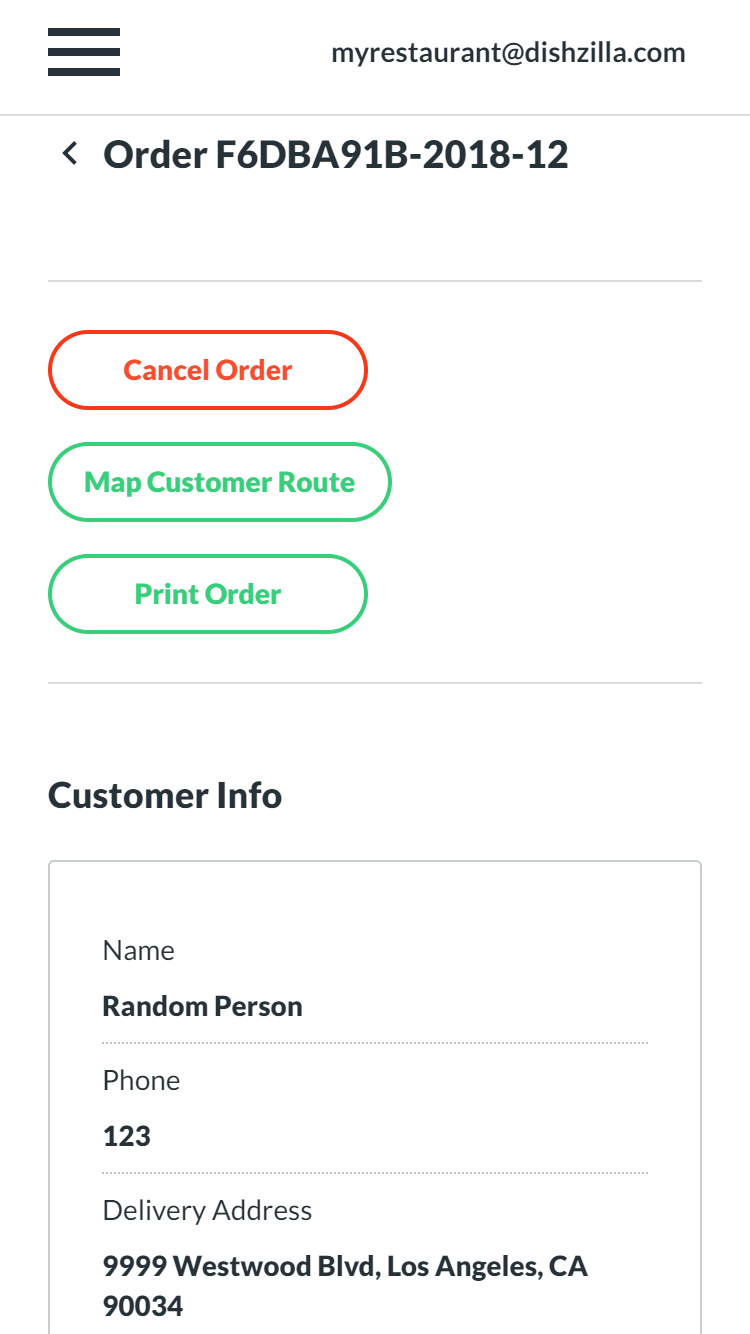 myrestaurant@dishzilla.com
Order F6DBA91B-2018-12
Cancel Order
Map Customer Route
Print Order
Customer Info
Name
Random Person
Phone
123
Delivery Address
9999 Westwood Blvd, Los Angeles, CA
90034